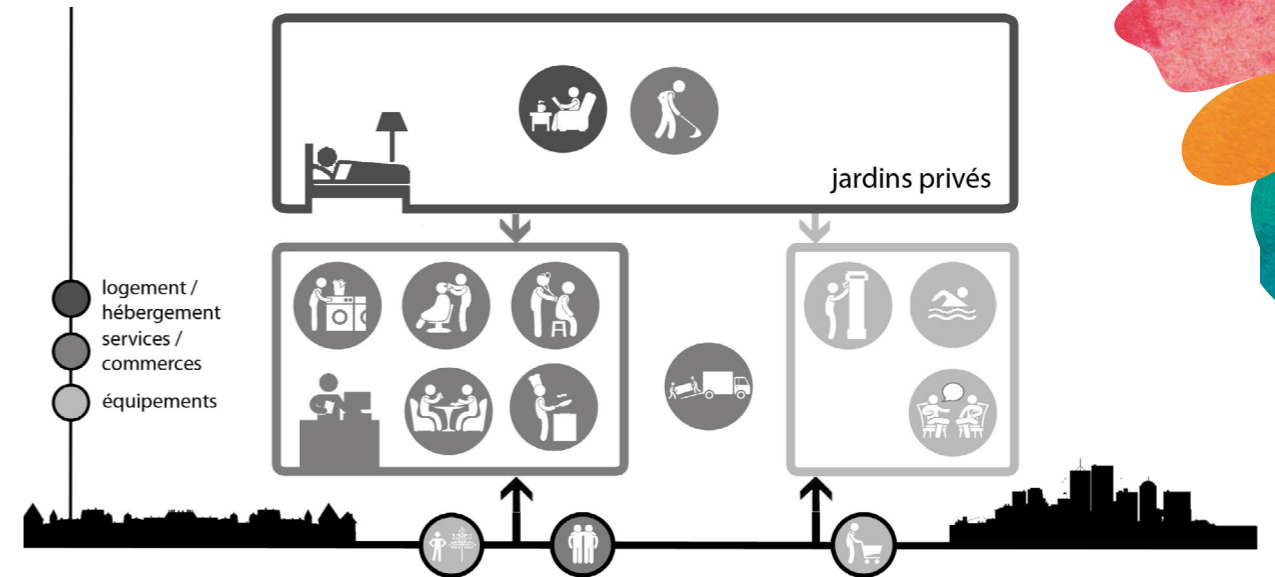 jardins privés
logement /
hébergement
services /
commerces
équipements